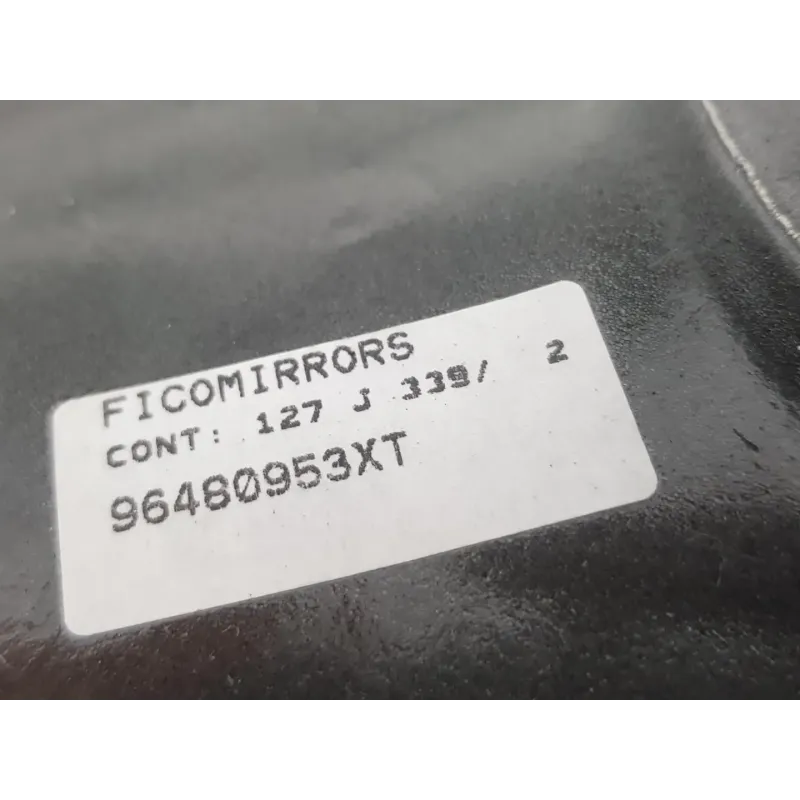 FICOMIRRORS
CONT: 127 J 339/ 2
96480953XT